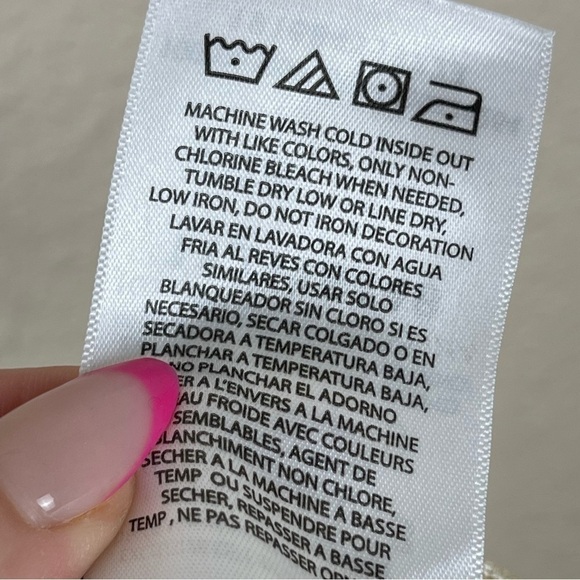 MACHINE WASH COLD INSIDE OUT
WITH LIKE COLORS, ONLY NON-
CHLORINE BLEACH WHEN NEEDED,
TUMBLE DRY LOW OR LINE DRY,
LOW IRON, DO NOT IRON DECORATION
LAVAR EN LAVADORA CON AGUA
FRIA AL REVES CON COLORES
SIMILARES, USAR SOLO
BLANQUEADOR SIN CLORO SI ES
NECESARIO, SECAR COLGADO O EN
SECADORA A TEMPERATURA BAJA,
PLANCHAR A TEMPERATURA BAJA,
NO PLANCHAR EL ADORNO
A L'ENVERS A LA MACHINE
FROIDE AVEC COULEURS
SEMBLABLES, AGENT DE
BLANCHIMENT NON CHLORE,
SECHER A LA MACHINE A BASSE
TEMP OU SUSPENDRE POUR
SECHER, REPASSER A BASSE
TEMP, NE PAS REPASSER